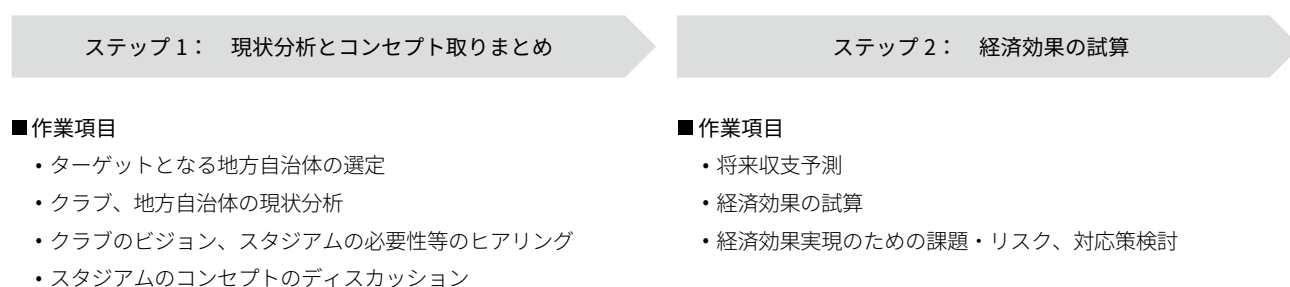 ステップ 1： 現状分析とコンセプト取りまとめ
■作業項目
・ターゲットとなる地方自治体の選定
・クラブ、地方自治体の現状分析
・クラブのビジョン、スタジアムの必要性等のヒアリング
・スタジアムのコンセプトのディスカッション
ステップ 2： 経済効果の試算
■作業項目
・将来収支予測
・経済効果の試算
・経済効果実現のための課題・リスク、対応策検討